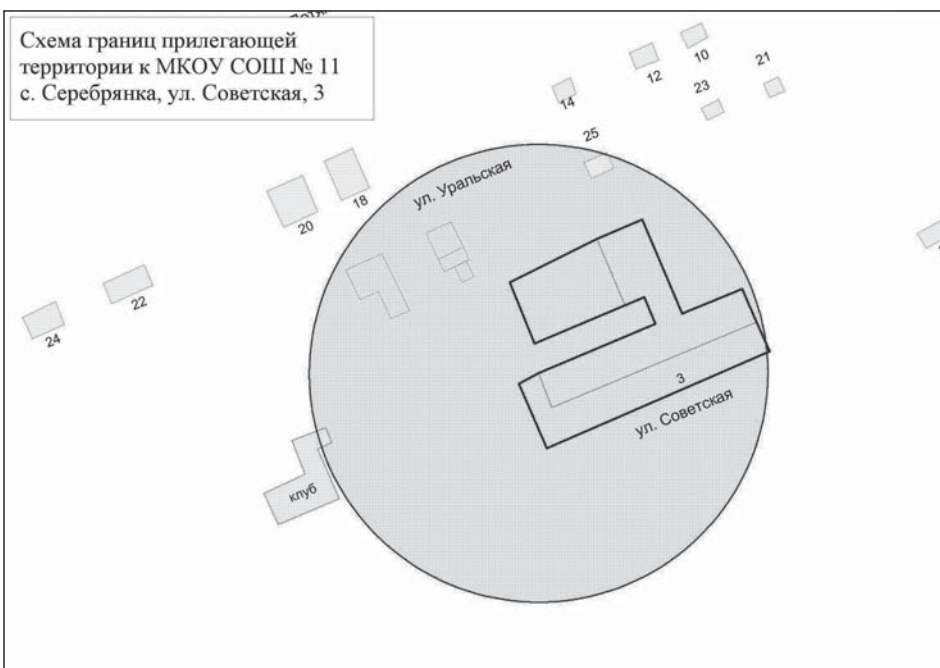 Схема границ прилегающей
территории к МКОУ СОШ № 11
с. Серебрянка, ул. Советская, 3
10
12
21
14
23
25
ул. Уральская
18
20
22
24
3
ул. Советская
клуб